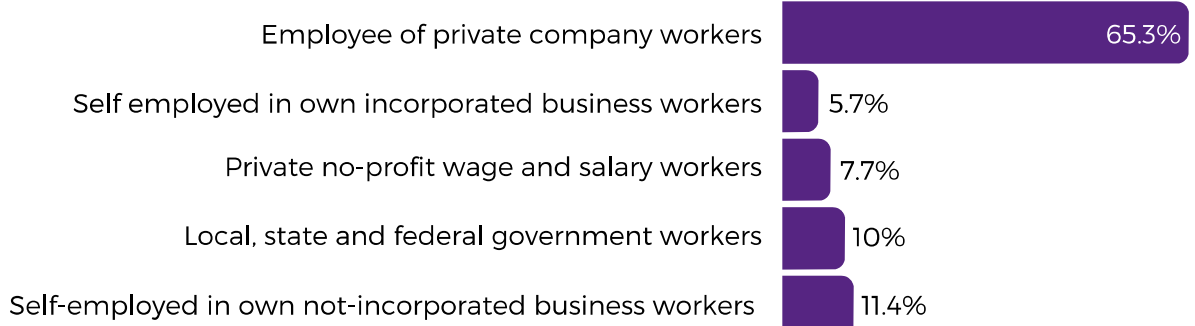 Employee of private company workers 65.3%
Self employed in own incorporated business workers 5.7%
Private no-profit wage and salary workers 7.7%
Local, state and federal government workers 10%
Self-employed in own not-incorporated business workers 11.4%